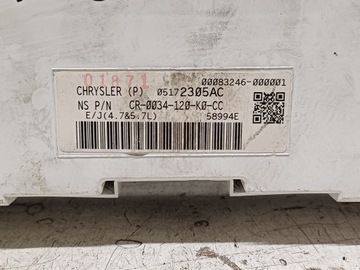 01871
00083246-000001
CHRYSLER (P) 05172305AC
NS P/N CR-0034-120-K0-CC
E/J(4.7&5.7L) 58994E